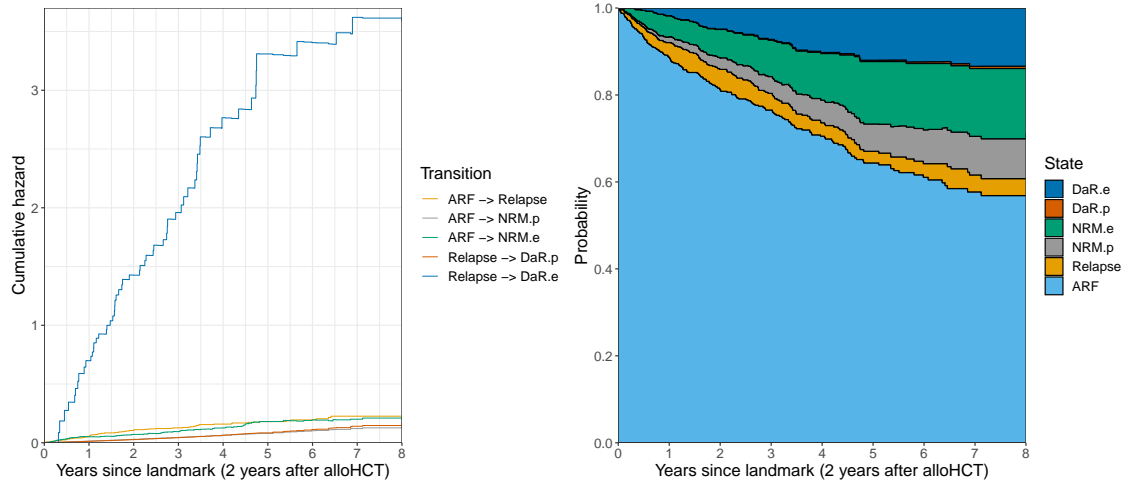 Cumulative hazard
3
2
1
0
0 1 2 3 4 5 6 7 8
Years since landmark (2 years after alloHCT)
Transition
ARF −> Relapse
ARF −> NRM.p
ARF −> NRM.e
Relapse −> DaR.p
Relapse −> DaR.e
Probability
1.0
0.8
0.6
0.4
0.2
0.0
0 1 2 3 4 5 6 7 8
Years since landmark (2 years after alloHCT)
State
DaR.e
DaR.p
NRM.e
NRM.p
Relapse
ARF